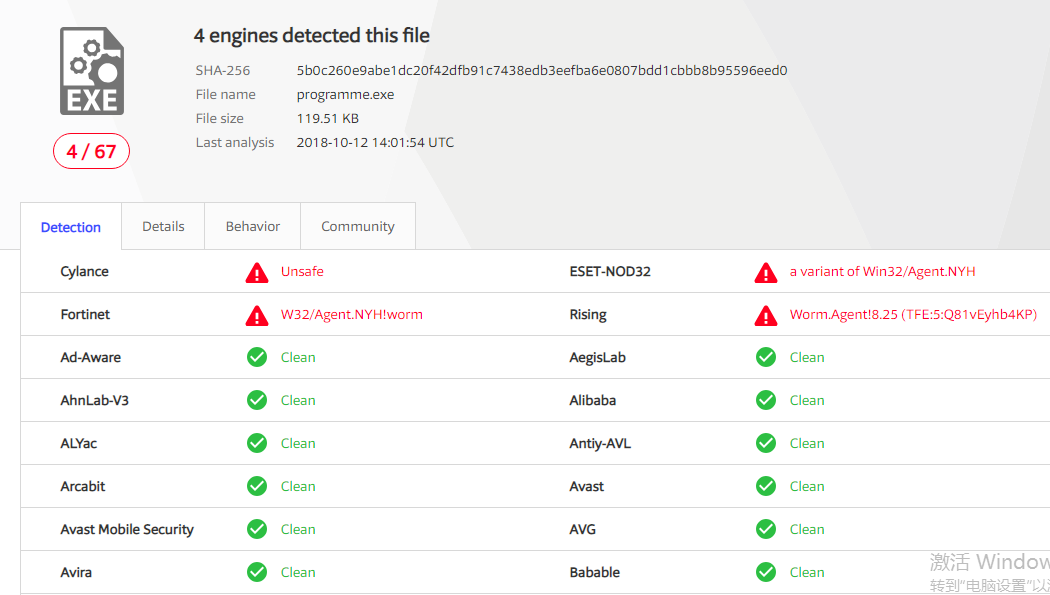 4 engines detected this file
SHA-256 5b0c260e9abe1dc20f42dfb91c7438edb3eefba6e0807bdd1cbbb8b95596eed0
File name programme.exe
File size 119.51 KB
Last analysis 2018-10-12 14:01:54 UTC
EXE
4 / 67
Detection Details Behavior Community
Cylance Unsafe ESET-NOD32 a variant of Win32/Agent.NYH
Fortinet W32/Agent.NYH!worm Rising Worm.Agent!8.25 (TFE:5:Q81vEyhb4KP)
Ad-Aware Clean AegisLab Clean
AhnLab-V3 Clean Alibaba Clean
ALYac Clean Antiy-AVL Clean
Arcabit Clean Avast Clean
Avast Mobile Security Clean AVG Clean
Avira Clean Babable Clean
激活 Window
转到"电脑设置"以